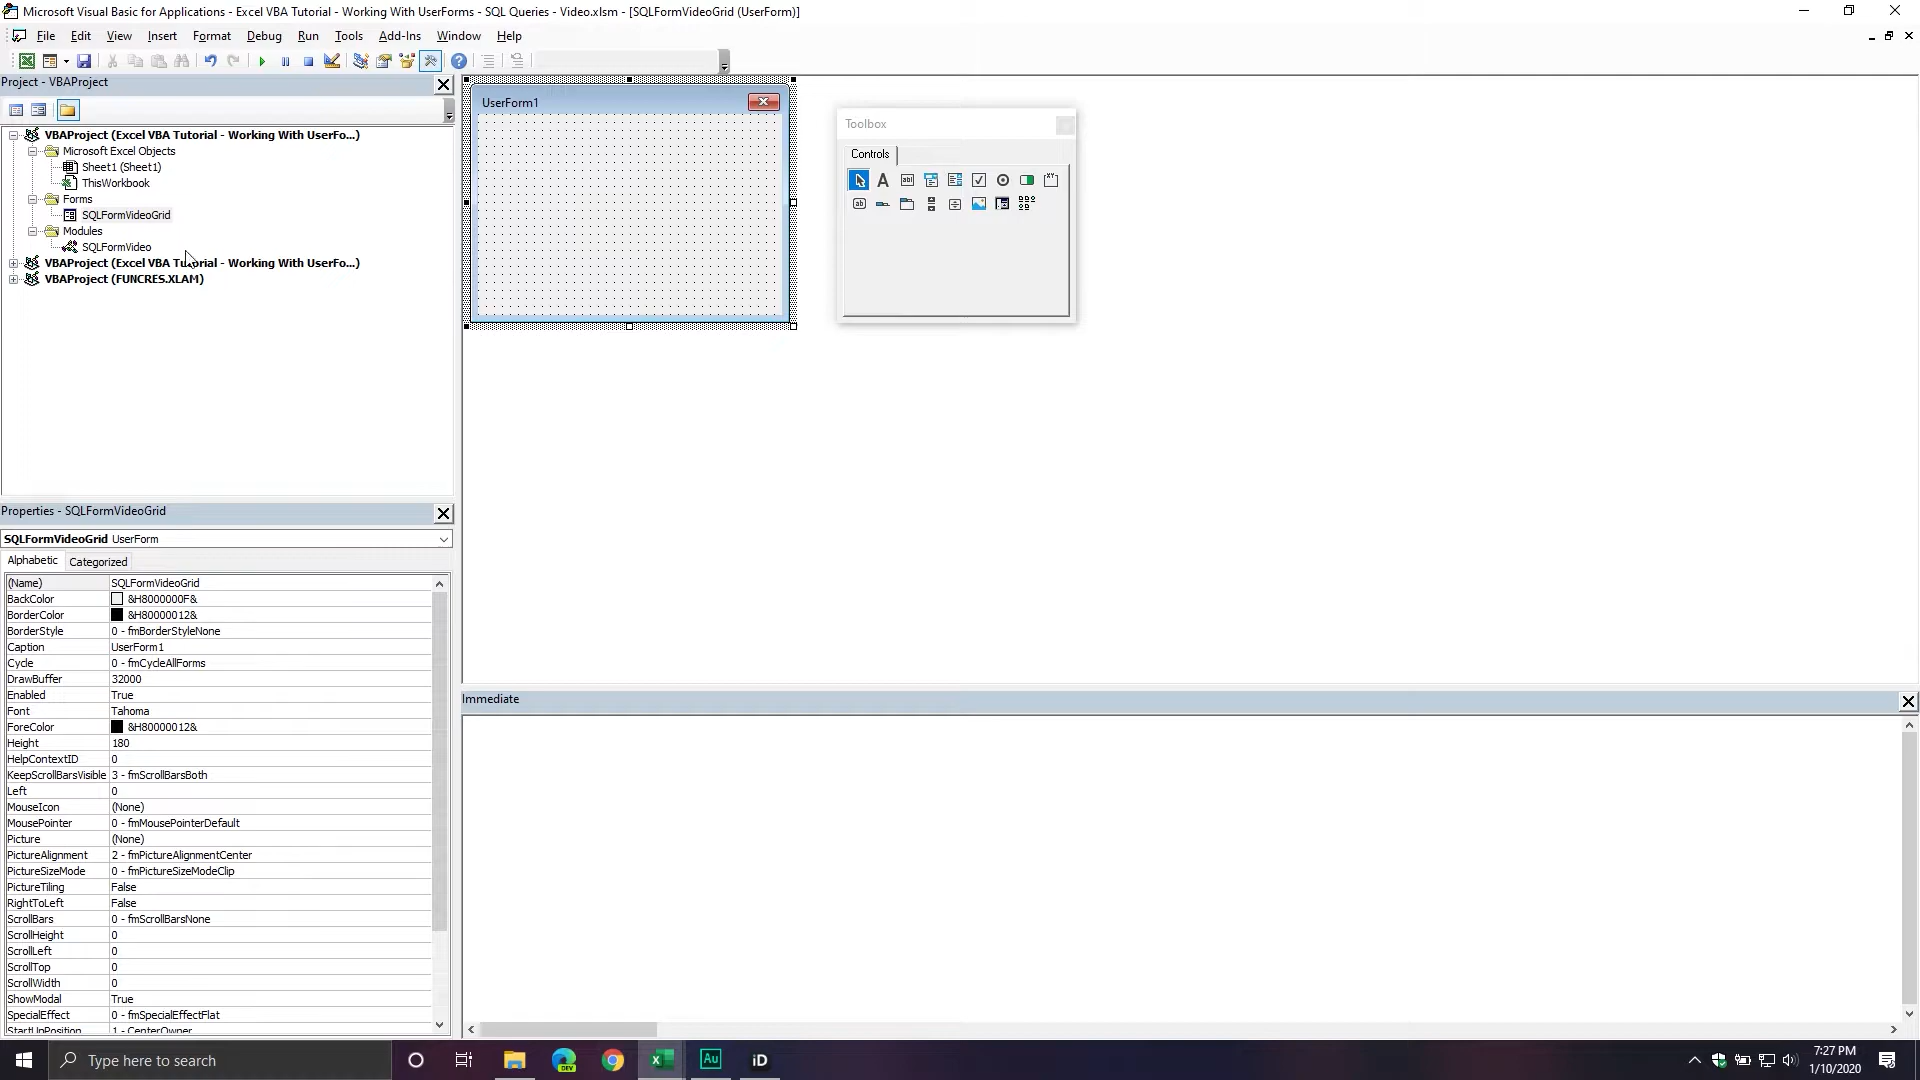 Microsoft Visual Basic for Applications - Excel VBA Tutorial - Working With UserForms - SQL Queries - Video.xlsm - [SQLFormVideoGrid (UserForm)]
File Edit View Insert Format Debug Run Tools Add-Ins Window Help
Project - VBAProject
VBAProject (Excel VBA Tutorial - Working With UserFo...)
Microsoft Excel Objects
Sheet1 (Sheet1)
ThisWorkbook
Forms
SQLFormVideoGrid
Modules
SQLFormVideo
VBAProject (Excel VBA Tutorial - Working With UserFo...)
VBAProject (FUNCRES.XLAM)
UserForm1
Toolbox
Controls
Properties - SQLFormVideoGrid
SQLFormVideoGrid UserForm
Alphabetic Categorized
(Name) SQLFormVideoGrid
BackColor &H8000000F&
BorderColor &H80000012&
BorderStyle 0 - fmBorderStyleNone
Caption UserForm1
Cycle 0 - fmCycleAllForms
DrawBuffer 32000
Enabled True
Font Tahoma
ForeColor &H80000012&
Height 180
HelpContextID 0
KeepScrollBarsVisible 3 - fmScrollBarsBoth
Left 0
MouseIcon (None)
MousePointer 0 - fmMousePointerDefault
Picture (None)
PictureAlignment 2 - fmPictureAlignmentCenter
PictureSizeMode 0 - fmPictureSizeModeClip
PictureTiling False
RightToLeft False
ScrollBars 0 - fmScrollBarsNone
ScrollHeight 0
ScrollLeft 0
ScrollTop 0
ScrollWidth 0
ShowModal True
SpecialEffect 0 - fmSpecialEffectFlat
StartUpPosition 1 - CenterOwner
Immediate
Type here to search
DEV
Au
iD
7:27 PM
1/10/2020